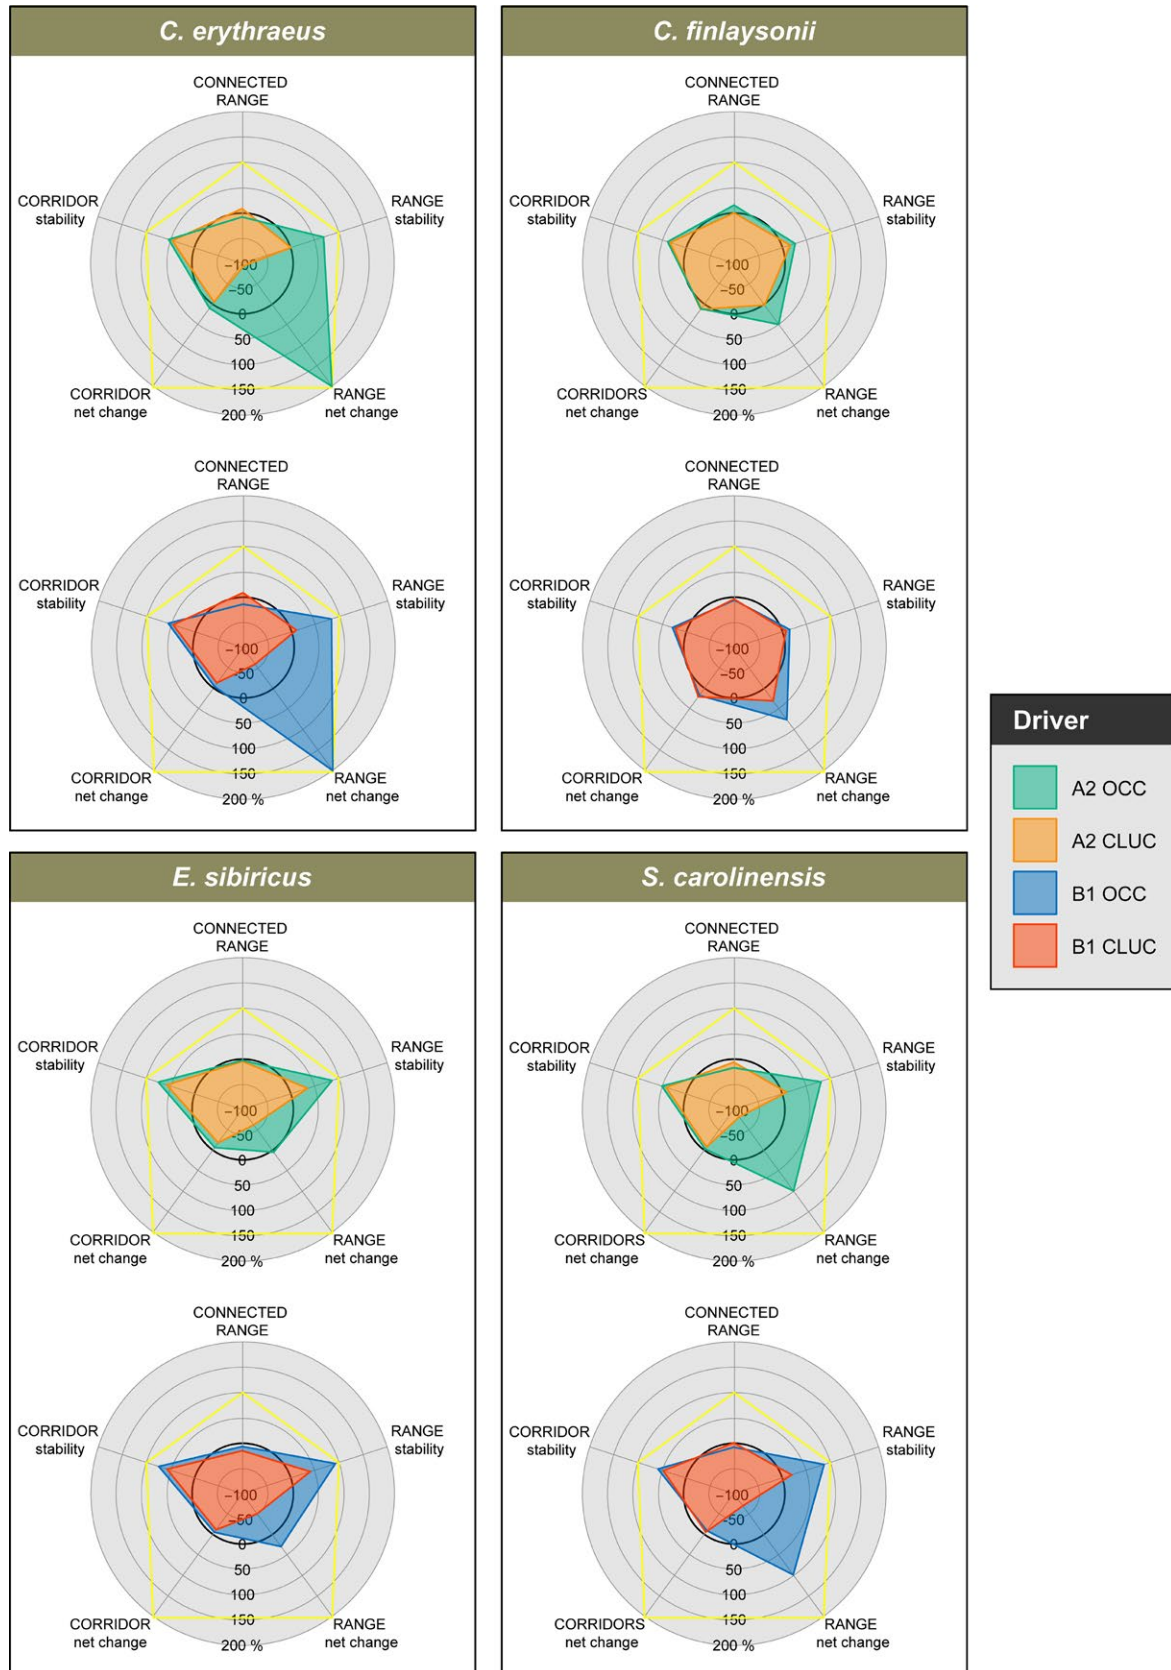 C. erythraeus
CONNECTED
RANGE
CORRIDOR
stability
RANGE
stability
−100
−50
0
50
100
150
200 %
CORRIDOR
net change
RANGE
net change
CONNECTED
RANGE
CORRIDOR
stability
RANGE
stability
−100
−50
0
50
100
150
200 %
CORRIDOR
net change
RANGE
net change
C. finlaysonii
CONNECTED
RANGE
CORRIDOR
stability
RANGE
stability
−100
−50
0
50
100
150
200 %
CORRIDORS
net change
RANGE
net change
CONNECTED
RANGE
CORRIDOR
stability
RANGE
stability
−100
−50
0
50
100
150
200 %
CORRIDOR
net change
RANGE
net change
E. sibiricus
CONNECTED
RANGE
CORRIDOR
stability
RANGE
stability
−100
−50
0
50
100
150
200 %
CORRIDOR
net change
RANGE
net change
CONNECTED
RANGE
CORRIDOR
stability
RANGE
stability
−100
−50
0
50
100
150
200 %
CORRIDOR
net change
RANGE
net change
S. carolinensis
CONNECTED
RANGE
CORRIDOR
stability
RANGE
stability
−100
−50
0
50
100
150
200 %
CORRIDORS
net change
RANGE
net change
CONNECTED
RANGE
CORRIDOR
stability
RANGE
stability
−100
−50
0
50
100
150
200 %
CORRIDORS
net change
RANGE
net change
Driver
A2 OCC
A2 CLUC
B1 OCC
B1 CLUC